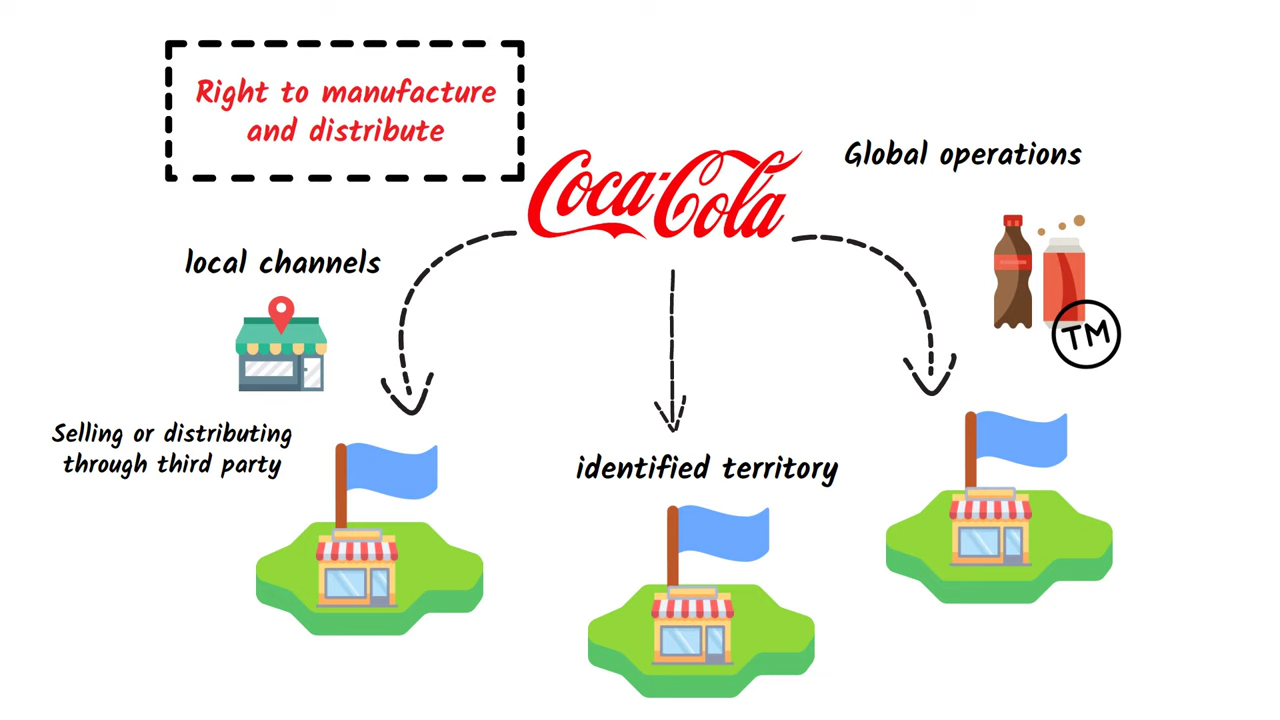 Right to manufacture
and distribute
Coca-Cola
Global operations
local channels
TM
Selling or distributing
through third party
identified territory